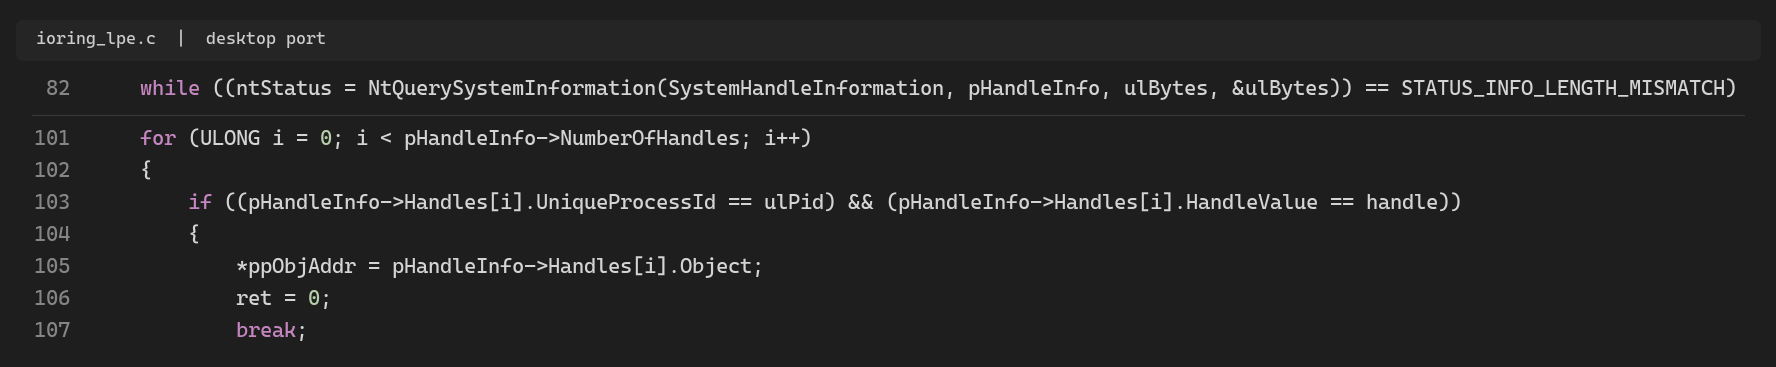 ioring_lpe.c | desktop port
82 while ((ntStatus = NtQuerySystemInformation(SystemHandleInformation, pHandleInfo, ulBytes, &ulBytes)) == STATUS_INFO_LENGTH_MISMATCH)
101 for (ULONG i = 0; i < pHandleInfo->NumberOfHandles; i++)
102 {
103 if ((pHandleInfo->Handles[i].UniqueProcessId == ulPid) && (pHandleInfo->Handles[i].HandleValue == handle))
104 {
105 *ppObjAddr = pHandleInfo->Handles[i].Object;
106 ret = 0;
107 break;